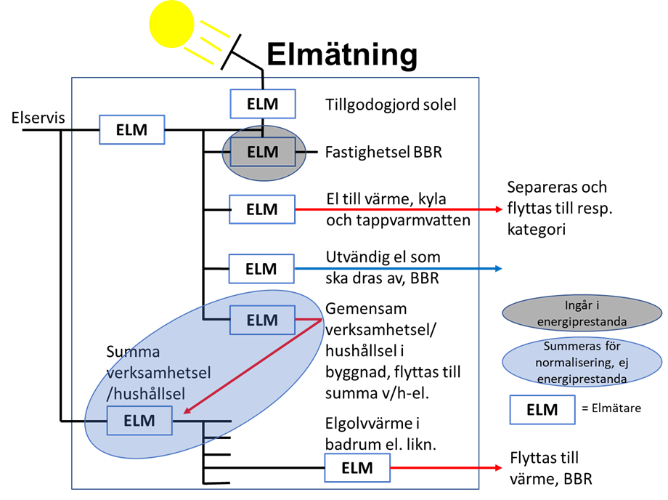 Elmätning
ELM
Tillgodogjord solel
Elservis
ELM
ELM
Fastighetsel BBR
ELM
El till värme, kyla
och tappvarmvatten
Separeras och
flyttas till resp.
kategori
ELM
Utvändig el som
ska dras av, BBR
ELM
Gemensam
verksamhetsel/
hushållsel i
byggnad, flyttas till
summa v/h-el.
Ingår i
energiprestanda
Summeras för
normalisering, ej
energiprestanda
Summa
verksamhetsel
/hushållsel
ELM
ELM
= Elmätare
Elgolvvärme i
badrum el. likn.
ELM
Flyttas till
värme, BBR